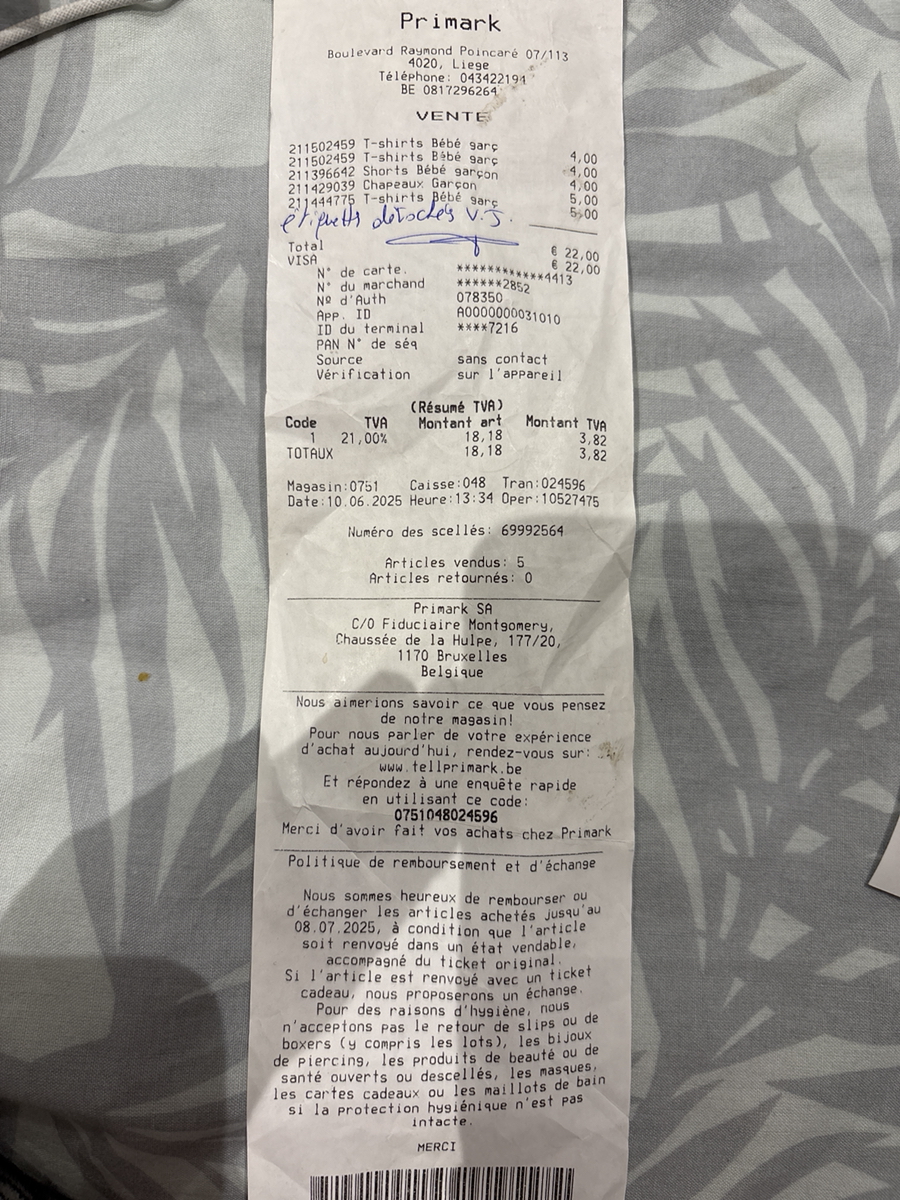 Primark
Boulevard Raymond Poincaré 07/113
4020, Liege
Téléphone: 043422194
BE 0817296264
VENTE
211502459 T-shirts Bébé garç 4,00
211502459 T-shirts Bébé garç 4,00
211396642 Shorts Bébé garçon 4,00
211429039 Chapeaux Garçon 5,00
211444775 T-shirts Bébé garç 5,00
étiquetts détachés V.J.
Total € 22,00
VISA € 22,00
N° de carte. ************4413
N° du marchand ******2852
Nº d'Auth 078350
App. ID A0000000031010
ID du terminal ****7216
PAN N° de séq
Source sans contact
Vérification sur l'appareil
(Résumé TVA)
Code TVA Montant art Montant TVA
1 21,00% 18,18 3,82
TOTAUX 18,18 3,82
Magasin:0751 Caisse:048 Tran:024596
Date:10.06.2025 Heure:13:34 Oper:10527475
Numéro des scellés: 69992564
Articles vendus: 5
Articles retournés: 0
Primark SA
C/O Fiduciaire Montgomery,
Chaussée de la Hulpe, 177/20,
1170 Bruxelles
Belgique
Nous aimerions savoir ce que vous pensez
de notre magasin!
Pour nous parler de votre expérience
d'achat aujourd'hui, rendez-vous sur:
www.tellprimark.be
Et répondez à une enquête rapide
en utilisant ce code:
0751048024596
Merci d'avoir fait vos achats chez Primark
Politique de remboursement et d'échange
Nous sommes heureux de rembourser ou
d'échanger les articles achetés jusqu'au
08.07.2025, à condition que l'article
soit renvoyé dans un état vendable,
accompagné du ticket original.
Si l'article est renvoyé avec un ticket
cadeau, nous proposerons un échange.
Pour des raisons d'hygiène, nous
n'acceptons pas le retour de slips ou de
boxers (y compris les lots), les bijoux
de piercing, les produits de beauté ou de
santé ouverts ou descellés, les masques,
les cartes cadeaux ou les maillots de bain
si la protection hygiénique n'est pas
intacte.
MERCI